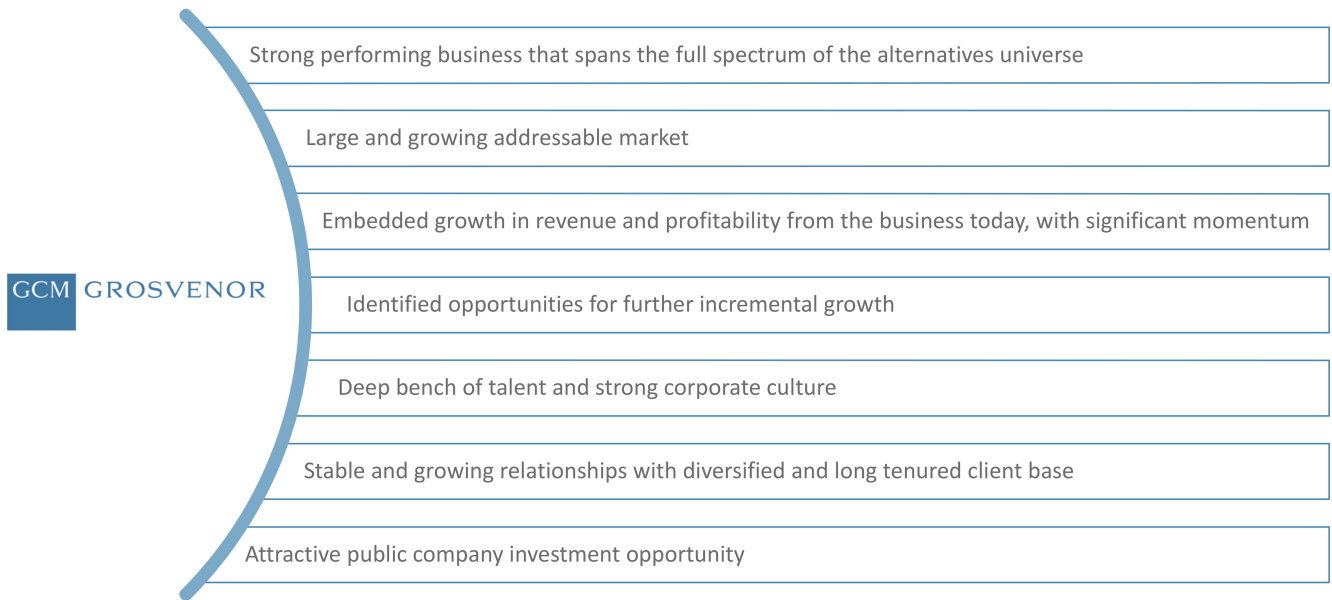 Strong performing business that spans the full spectrum of the alternatives universe
Large and growing addressable market
Embedded growth in revenue and profitability from the business today, with significant momentum
GCM GROSVENOR
Identified opportunities for further incremental growth
Deep bench of talent and strong corporate culture
Stable and growing relationships with diversified and long tenured client base
Attractive public company investment opportunity